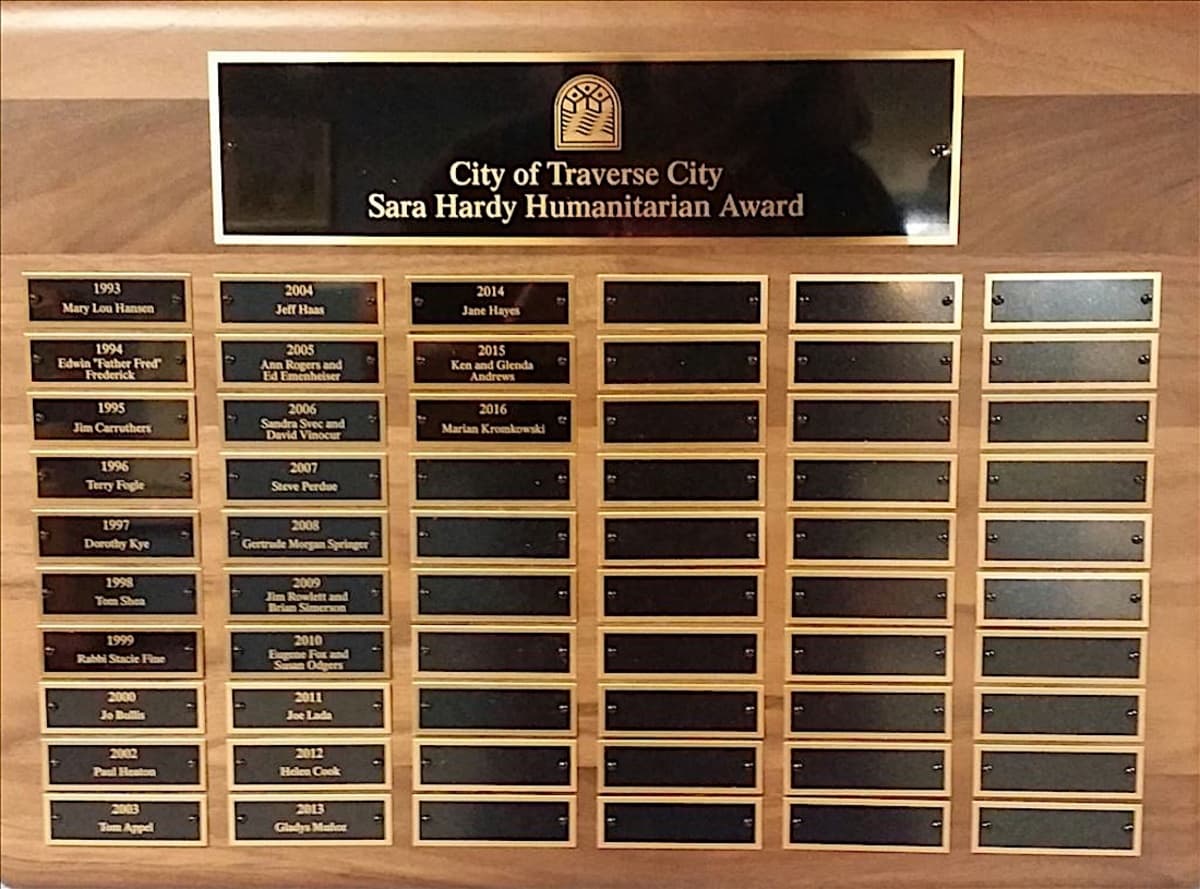 City of Traverse City
Sara Hardy Humanitarian Award
1993
Mary Lou Hansen
1994
Edwin "Father Fred"
Frederick
1995
Jim Carruthers
1996
Terry Fogle
1997
Dorothy Kye
1998
Tom Shea
1999
Rabbi Stacie Fine
2000
Jo Bullis
2002
Paul Heaton
2003
Tom Appel
2004
Jeff Haas
2005
Ann Rogers and
Ed Emenheiser
2006
Sandra Svec and
David Vinocur
2007
Steve Perdue
2008
Gertrude Morgan Springer
2009
Jim Rowlett and
Brian Simerson
2010
Eugene Fox and
Susan Odgers
2011
Joe Lada
2012
Helen Cook
2013
Gladys Muñoz
2014
Jane Hayes
2015
Ken and Glenda
Andrews
2016
Marian Kromkowski